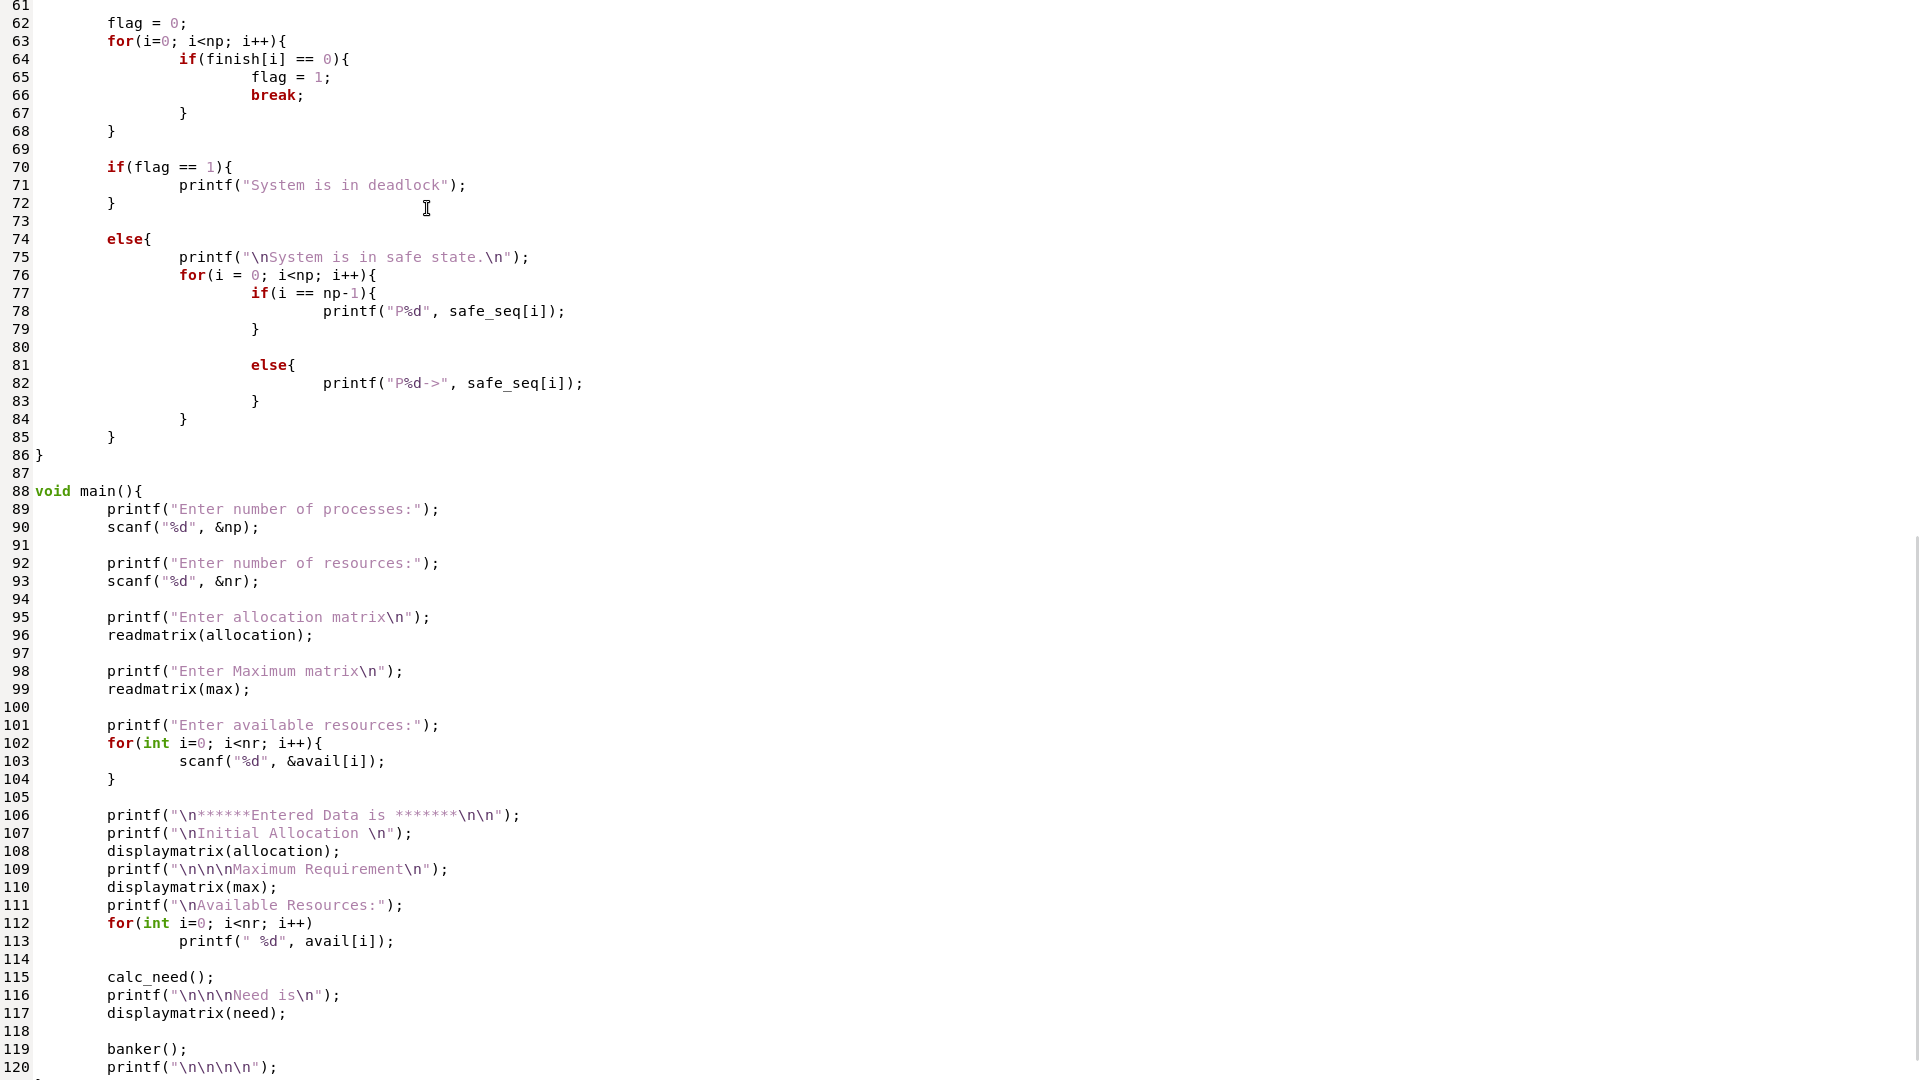 61
62         flag = 0;
63         for(i=0; i<np; i++){
64                 if(finish[i] == 0){
65                         flag = 1;
66                         break;
67                 }
68         }
69
70         if(flag == 1){
71                 printf("System is in deadlock");
72         }
73
74         else{
75                 printf("\nSystem is in safe state.\n");
76                 for(i = 0; i<np; i++){
77                         if(i == np-1){
78                                 printf("P%d", safe_seq[i]);
79                         }
80
81                         else{
82                                 printf("P%d->", safe_seq[i]);
83                         }
84                 }
85         }
86 }
87
88 void main(){
89         printf("Enter number of processes:");
90         scanf("%d", &np);
91
92         printf("Enter number of resources:");
93         scanf("%d", &nr);
94
95         printf("Enter allocation matrix\n");
96         readmatrix(allocation);
97
98         printf("Enter Maximum matrix\n");
99         readmatrix(max);
100
101         printf("Enter available resources:");
102         for(int i=0; i<nr; i++){
103                 scanf("%d", &avail[i]);
104         }
105
106         printf("\n******Entered Data is *******\n\n");
107         printf("\nInitial Allocation \n");
108         displaymatrix(allocation);
109         printf("\n\n\nMaximum Requirement\n");
110         displaymatrix(max);
111         printf("\nAvailable Resources:");
112         for(int i=0; i<nr; i++)
113                 printf(" %d", avail[i]);
114
115         calc_need();
116         printf("\n\n\nNeed is\n");
117         displaymatrix(need);
118
119         banker();
120         printf("\n\n\n\n");